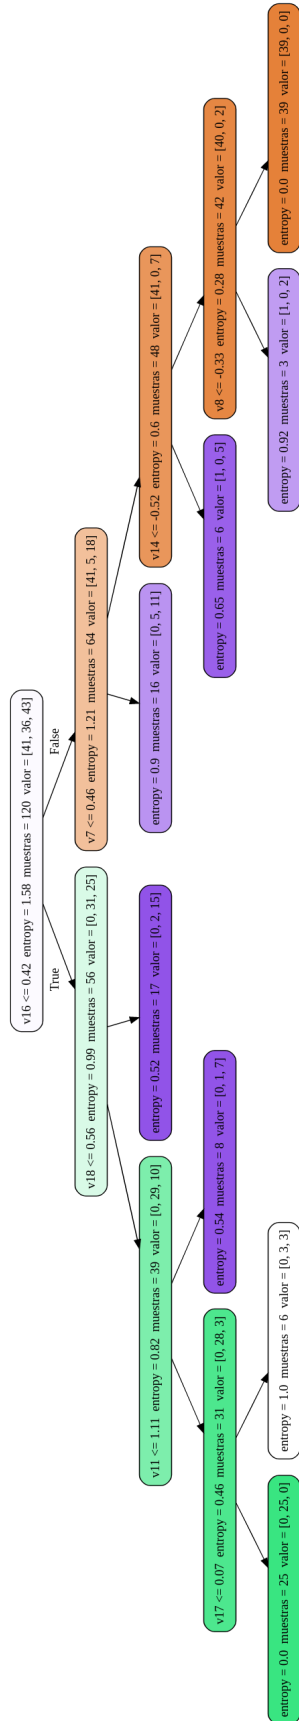 v16 <= 0.42 entropy = 1.58 muestras = 120 valor = [41, 36, 43]
True
False
v18 <= 0.56 entropy = 0.99 muestras = 56 valor = [0, 31, 25]
v7 <= 0.46 entropy = 1.21 muestras = 64 valor = [41, 5, 18]
v11 <= 1.11 entropy = 0.82 muestras = 39 valor = [0, 29, 10]
entropy = 0.52 muestras = 17 valor = [0, 2, 15]
entropy = 0.9 muestras = 16 valor = [0, 5, 11]
v14 <= -0.52 entropy = 0.6 muestras = 48 valor = [41, 0, 7]
v17 <= 0.07 entropy = 0.46 muestras = 31 valor = [0, 28, 3]
entropy = 0.54 muestras = 8 valor = [0, 1, 7]
entropy = 0.65 muestras = 6 valor = [1, 0, 5]
v8 <= -0.33 entropy = 0.28 muestras = 42 valor = [40, 0, 2]
entropy = 0.0 muestras = 25 valor = [0, 25, 0]
entropy = 1.0 muestras = 6 valor = [0, 3, 3]
entropy = 0.92 muestras = 3 valor = [1, 0, 2]
entropy = 0.0 muestras = 39 valor = [39, 0, 0]